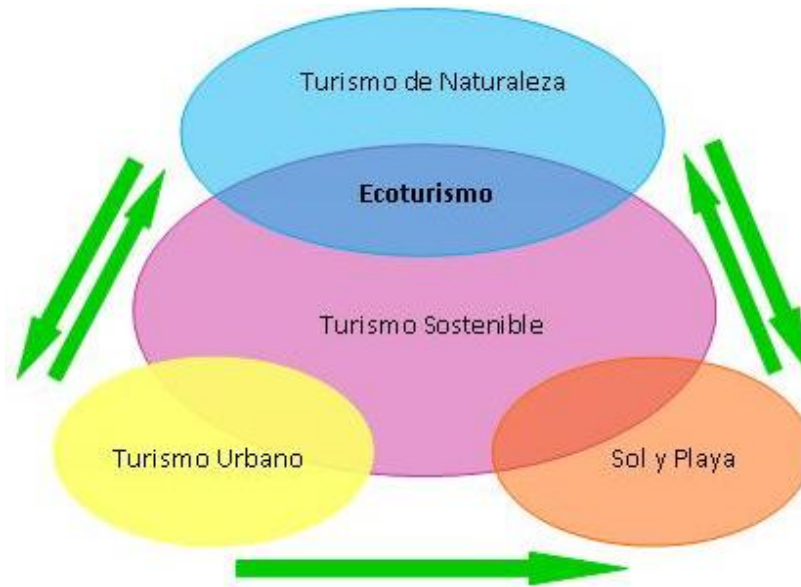 Turismo de Naturaleza
Ecoturismo
Turismo Sostenible
Turismo Urbano
Sol y Playa